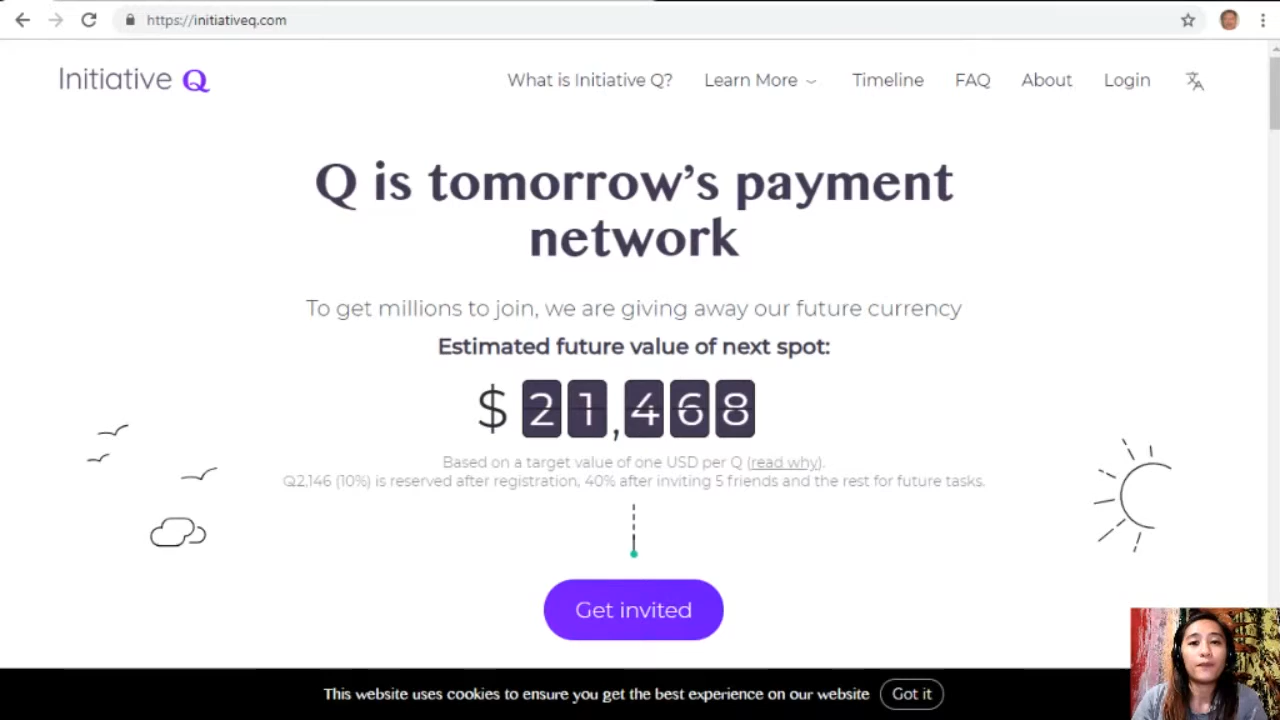 https://initiativeq.com
Initiative Q
What is Initiative Q? Learn More Timeline FAQ About Login
Q is tomorrow's payment
network
To get millions to join, we are giving away our future currency
Estimated future value of next spot:
$ 21,468
Based on a target value of one USD per Q (read why).
Q2,146 (10%) is reserved after registration, 40% after inviting 5 friends and the rest for future tasks.
Get invited
This website uses cookies to ensure you get the best experience on our website Got it